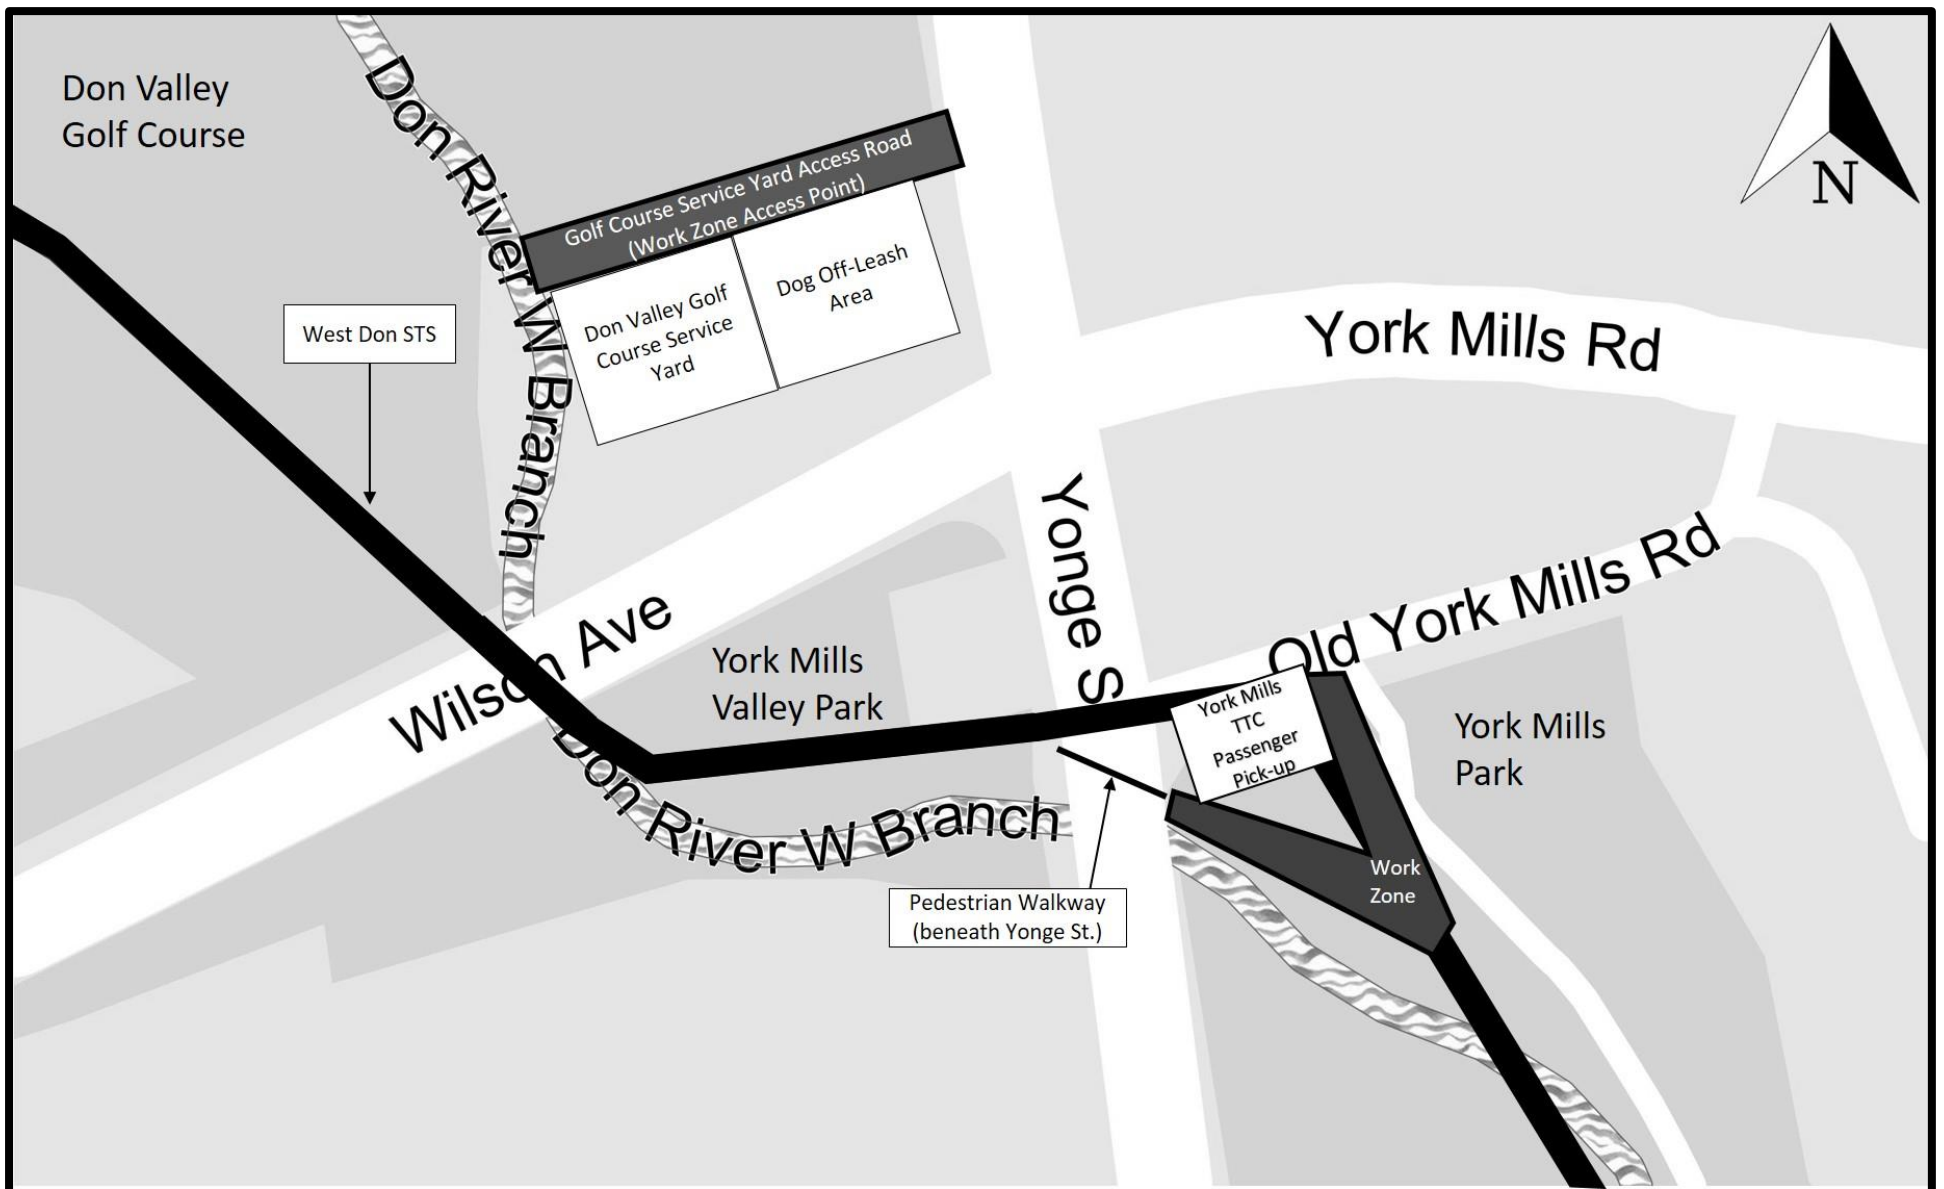 Don Valley
Golf Course
Don River W Branch
Golf Course Service Yard Access Road
(Work Zone Access Point)
N
Don Valley Golf
Course Service
Yard
Dog Off-Leash
Area
West Don STS
York Mills Rd
Yonge S
Old York Mills Rd
Wilson Ave
York Mills
Valley Park
York Mills
TTC
Passenger
Pick-up
York Mills
Park
Don River W Branch
Work
Zone
Pedestrian Walkway
(beneath Yonge St.)